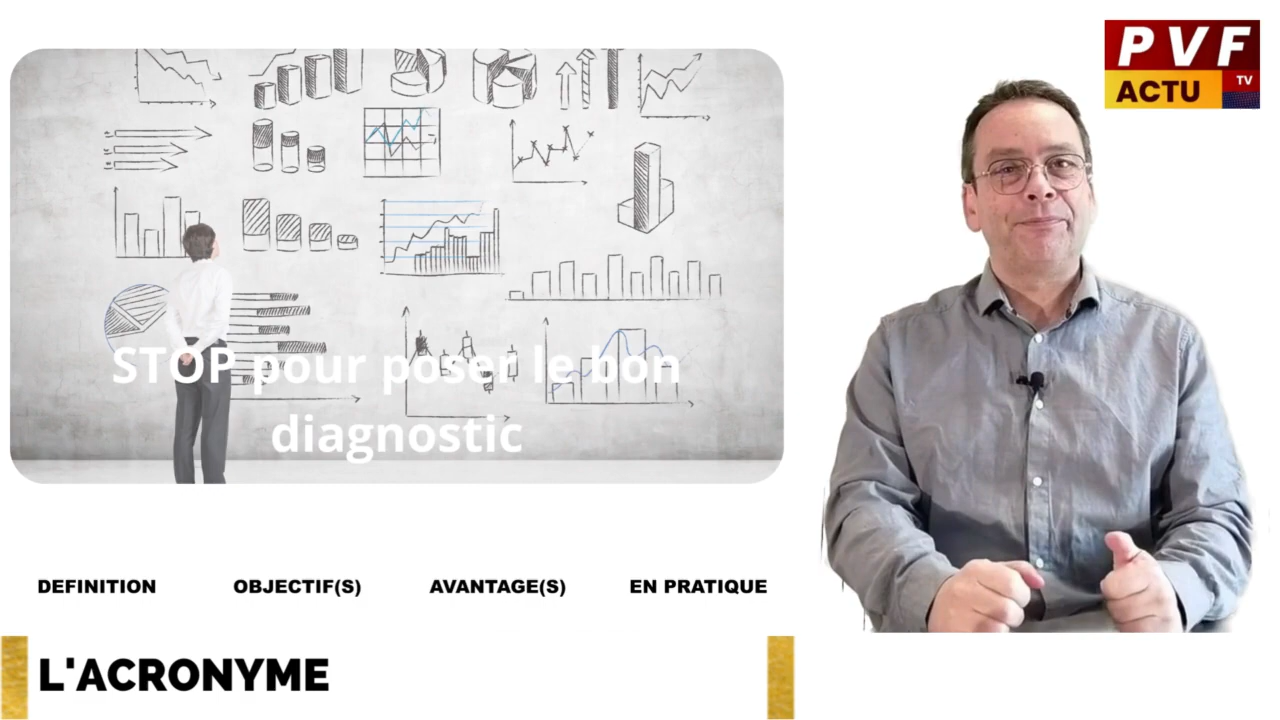 PVF
ACTU TV
STOP pour poser le bon
diagnostic
DEFINITION OBJECTIF(S) AVANTAGE(S) EN PRATIQUE
L'ACRONYME